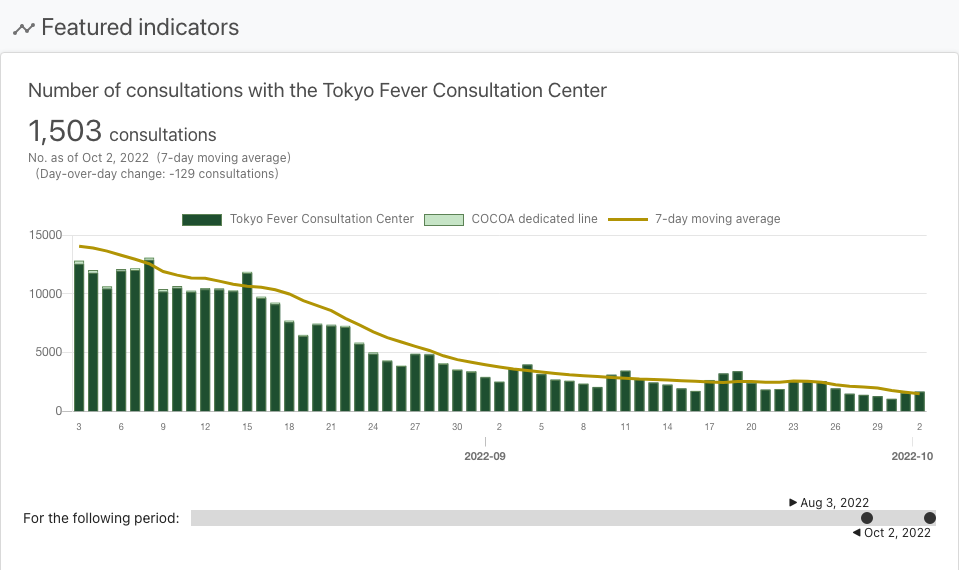 Featured indicators
Number of consultations with the Tokyo Fever Consultation Center
1,503 consultations
No. as of Oct 2, 2022 (7-day moving average)
(Day-over-day change: -129 consultations)
Tokyo Fever Consultation Center COCOA dedicated line 7-day moving average
15000
10000
5000
0
3 6 9 12 15 18 21 24 27 30 2 5 8 11 14 17 20 23 26 29 2
2022-09 2022-10
▶ Aug 3, 2022
For the following period:
◀ Oct 2, 2022